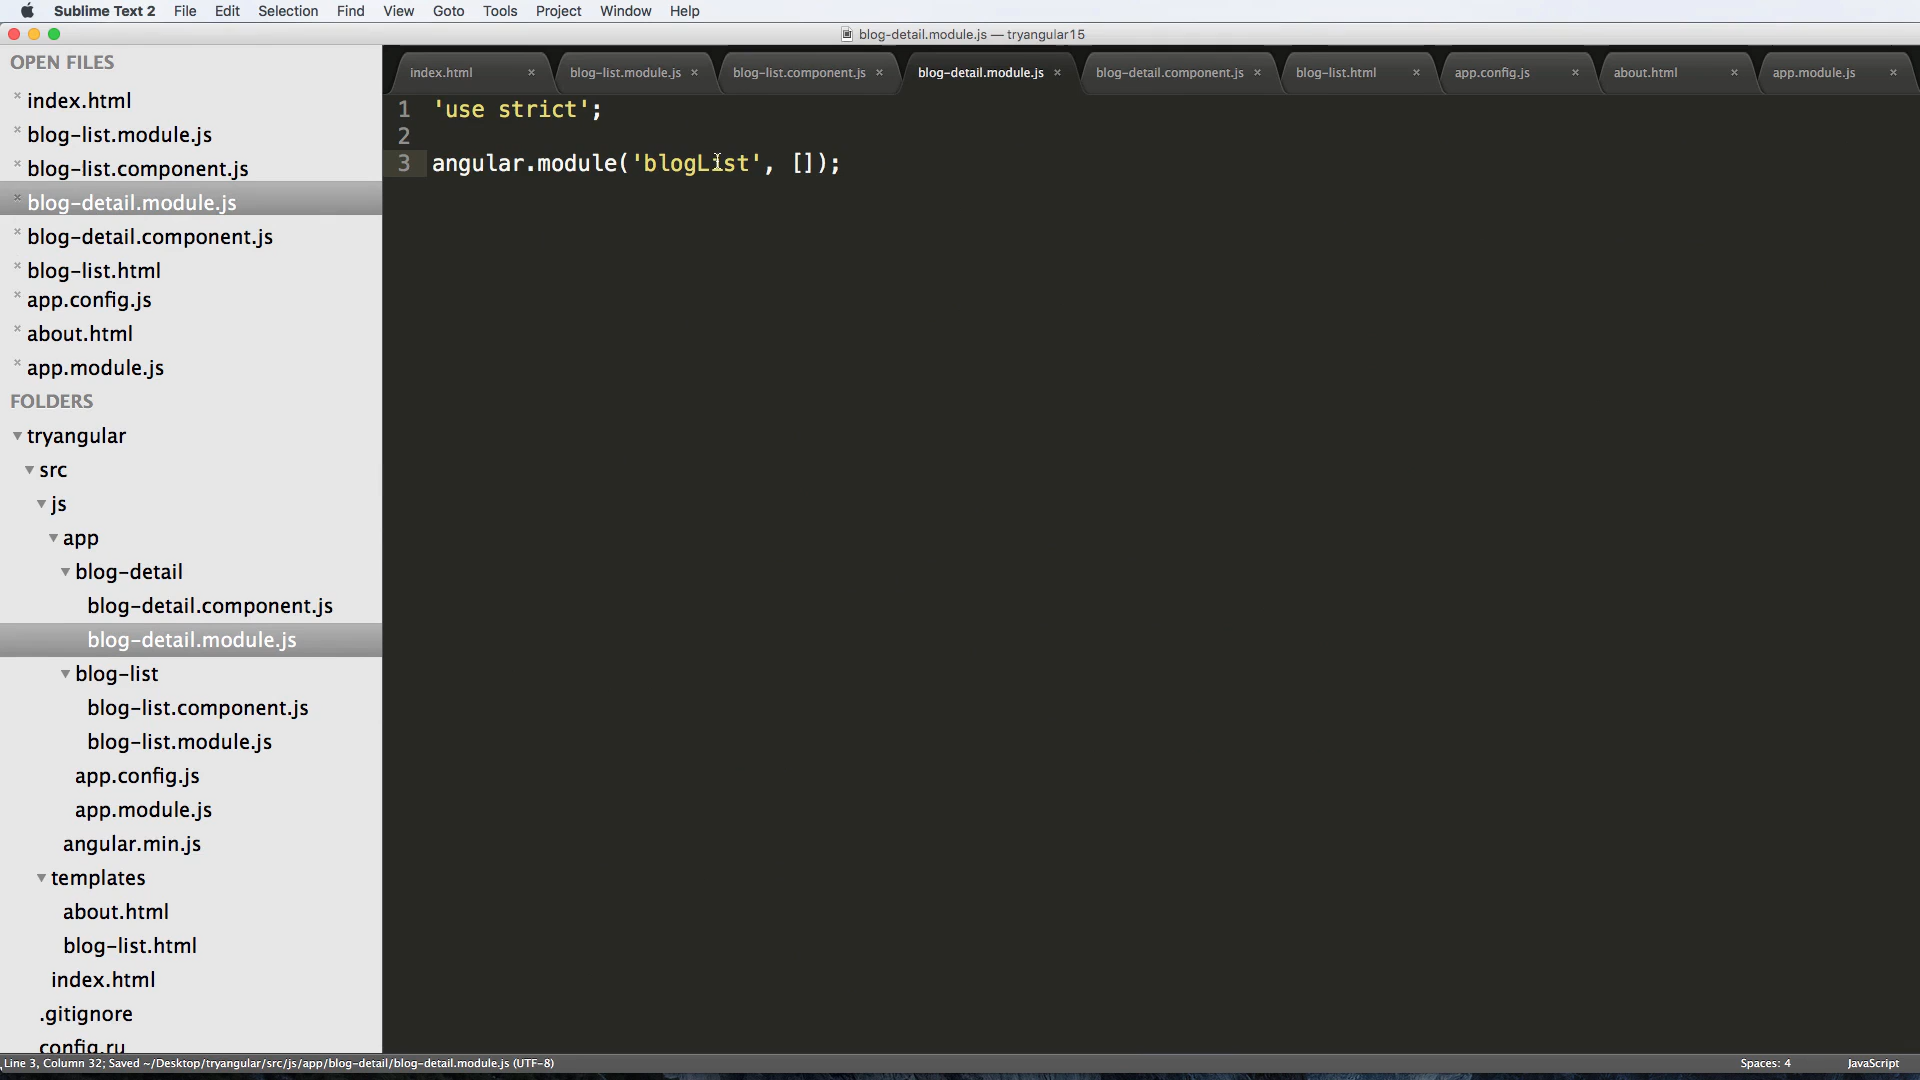 Sublime Text 2 File Edit Selection Find View Goto Tools Project Window Help
blog-detail.module.js — tryangular15
OPEN FILES
index.html
blog-list.module.js
blog-list.component.js
blog-detail.module.js
blog-detail.component.js
blog-list.html
app.config.js
about.html
app.module.js
FOLDERS
tryangular
src
js
app
blog-detail
blog-detail.component.js
blog-detail.module.js
blog-list
blog-list.component.js
blog-list.module.js
app.config.js
app.module.js
angular.min.js
templates
about.html
blog-list.html
index.html
.gitignore
config.ru
index.html × blog-list.module.js × blog-list.component.js × blog-detail.module.js × blog-detail.component.js × blog-list.html × app.config.js × about.html × app.module.js ×
1 'use strict';
2
3 angular.module('blogList', []);
Line 3, Column 32; Saved ~/Desktop/tryangular/src/js/app/blog-detail/blog-detail.module.js (UTF-8) Spaces: 4 JavaScript